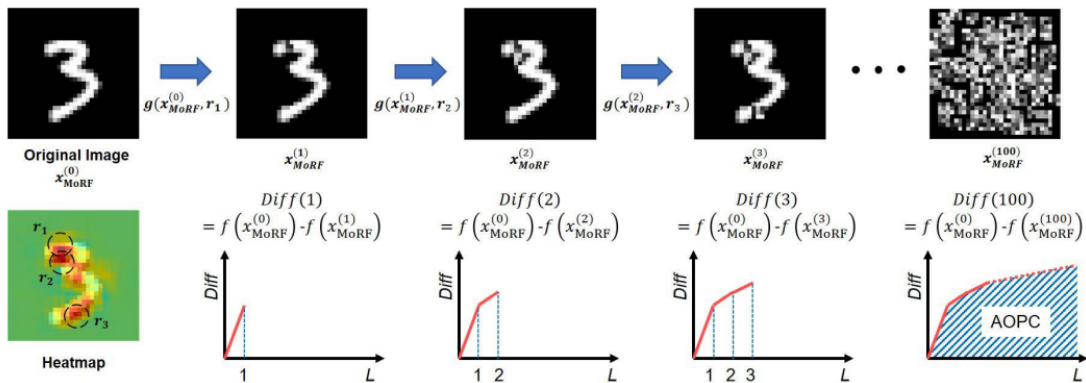 g(x_MoRF^(0), r_1)
g(x_MoRF^(1), r_2)
g(x_MoRF^(2), r_3)
• • •
Original Image
x_MoRF^(0)
x_MoRF^(1)
x_MoRF^(2)
x_MoRF^(3)
x_MoRF^(100)
r_1
r_2
r_3
Heatmap
Diff(1)
= f(x_MoRF^(0)) - f(x_MoRF^(1))
Diff
1
L
Diff(2)
= f(x_MoRF^(0)) - f(x_MoRF^(2))
Diff
1 2
L
Diff(3)
= f(x_MoRF^(0)) - f(x_MoRF^(3))
Diff
1 2 3
L
Diff(100)
= f(x_MoRF^(0)) - f(x_MoRF^(100))
Diff
AOPC
L